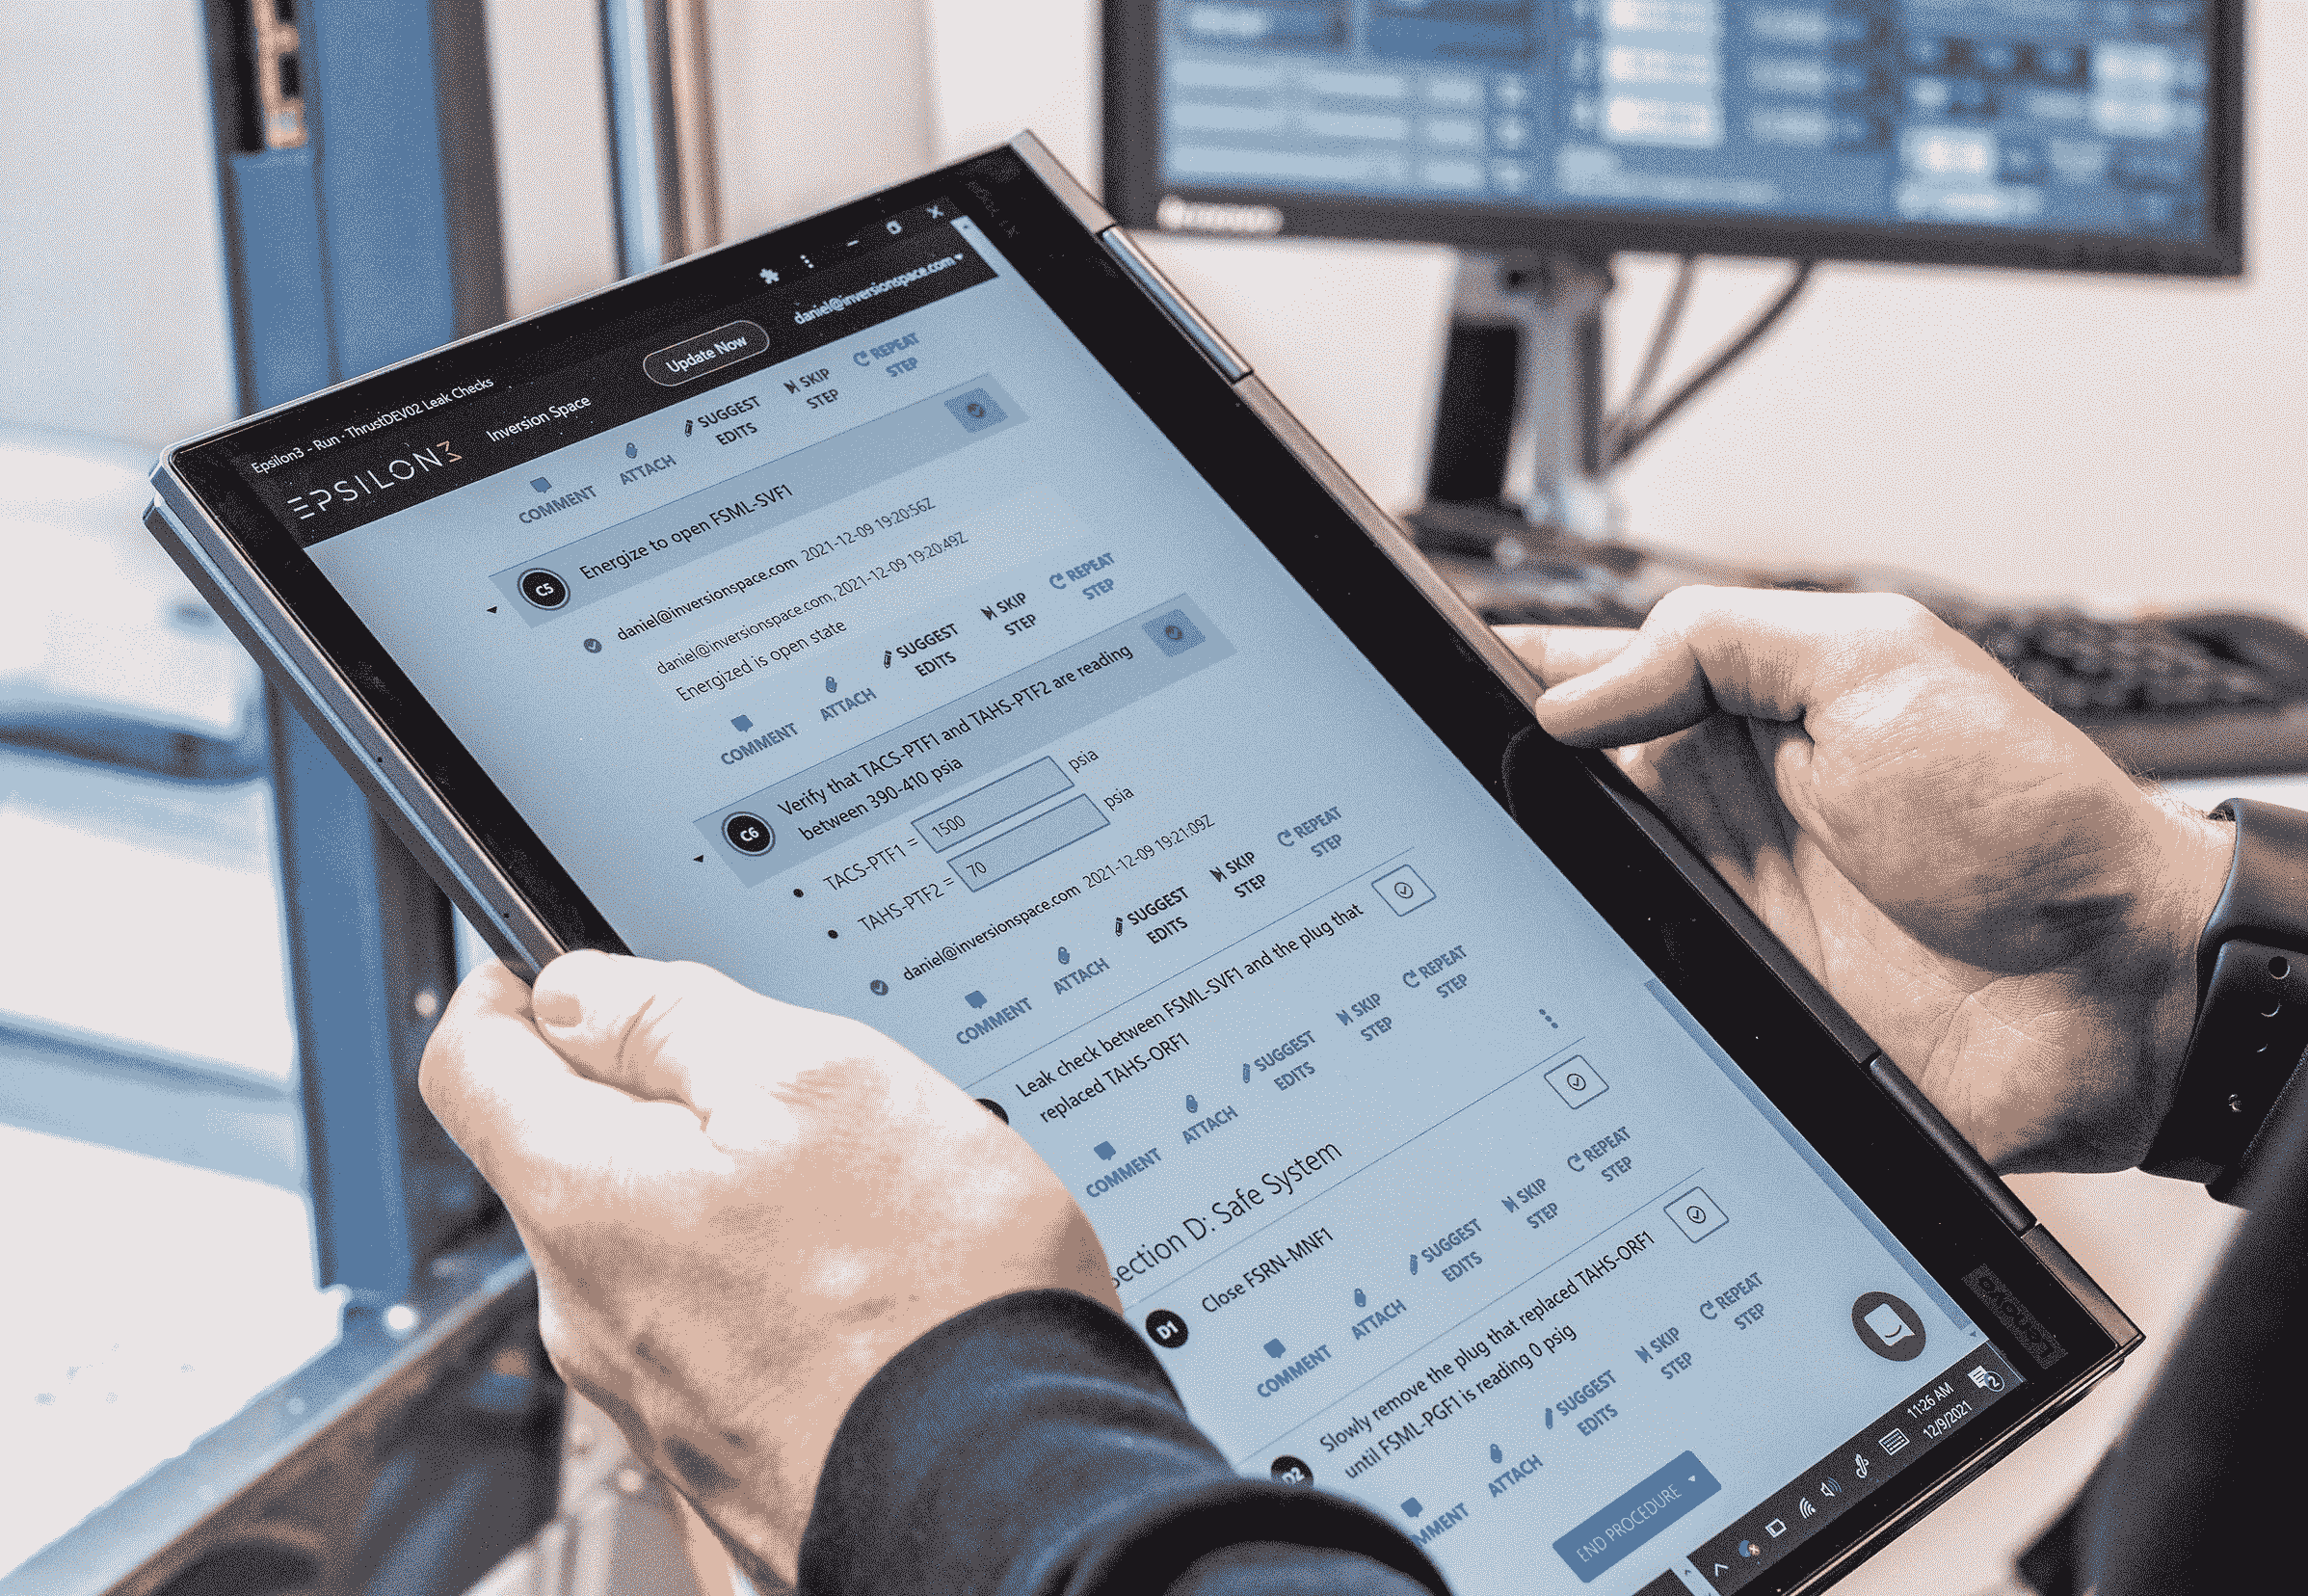 Epsilon3 - Run - ThrustDEV02 Leak Checks
EPSILON3
Inversion Space
Update Now
daniel@inversionspace.com
COMMENT
ATTACH
SUGGEST
EDITS
SKIP
STEP
REPEAT
STEP
C5
Energize to open FSML-SVF1
daniel@inversionspace.com 2021-12-09 19:20:56Z
daniel@inversionspace.com, 2021-12-09 19:20:49Z
Energized is open state
COMMENT
ATTACH
SUGGEST
EDITS
SKIP
STEP
REPEAT
STEP
C6
Verify that TACS-PTF1 and TAHS-PTF2 are reading
between 390-410 psia
TACS-PTF1 = 1500 psia
TAHS-PTF2 = 70 psia
daniel@inversionspace.com 2021-12-09 19:21:09Z
COMMENT
ATTACH
SUGGEST
EDITS
SKIP
STEP
REPEAT
STEP
Leak check between FSML-SVF1 and the plug that
replaced TAHS-ORF1
COMMENT
ATTACH
SUGGEST
EDITS
SKIP
STEP
REPEAT
STEP
Section D: Safe System
D1
Close FSRN-MNF1
COMMENT
ATTACH
SUGGEST
EDITS
SKIP
STEP
REPEAT
STEP
D2
Slowly remove the plug that replaced TAHS-ORF1
until FSML-PGF1 is reading 0 psig
MMENT
ATTACH
SUGGEST
EDITS
SKIP
STEP
REPEAT
STEP
END PROCEDURE
11:26 AM
12/9/2021
2
Lenovo